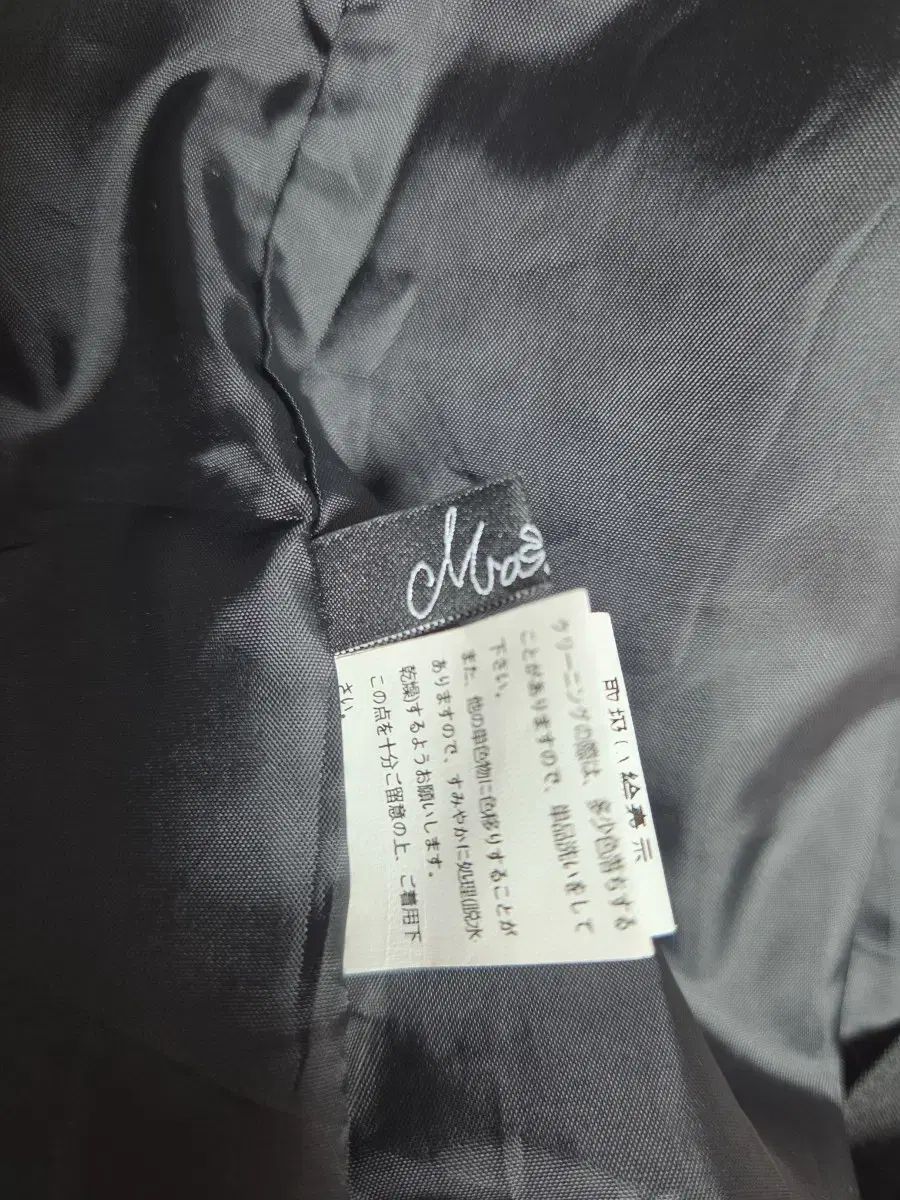 取扱い絵表示
クリーニングの際は、多少色落ちする
ことがありますので、単品洗いをして
下さい。
また、他の単色物に色移りすることが
ありますので、すみやかに処理(脱水
乾燥)するようお願いします。
この点を十分ご留意の上、ご着用下
さい。